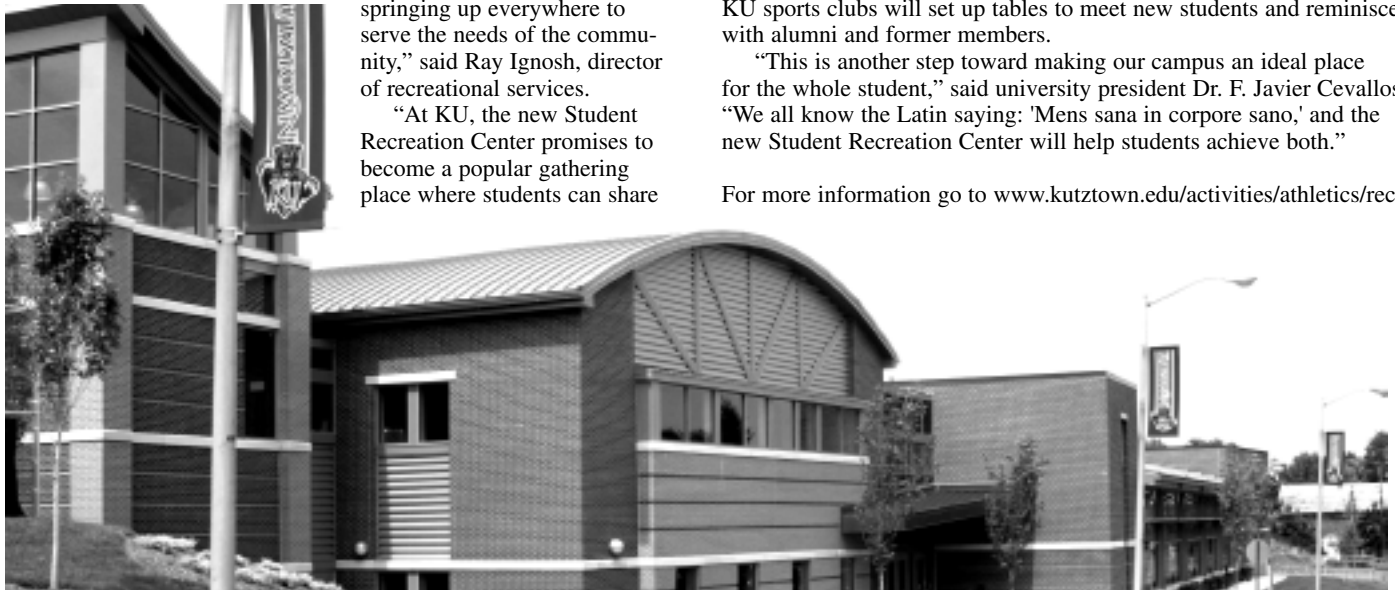 springing up everywhere to
serve the needs of the commu-
nity,” said Ray Ignosh, director
of recreational services.
“At KU, the new Student
Recreation Center promises to
become a popular gathering
place where students can share
KU sports clubs will set up tables to meet new students and reminisce
with alumni and former members.
“This is another step toward making our campus an ideal place
for the whole student,” said university president Dr. F. Javier Cevallos
“We all know the Latin saying: 'Mens sana in corpore sano,' and the
new Student Recreation Center will help students achieve both.”
For more information go to www.kutztown.edu/activities/athletics/rec
KU